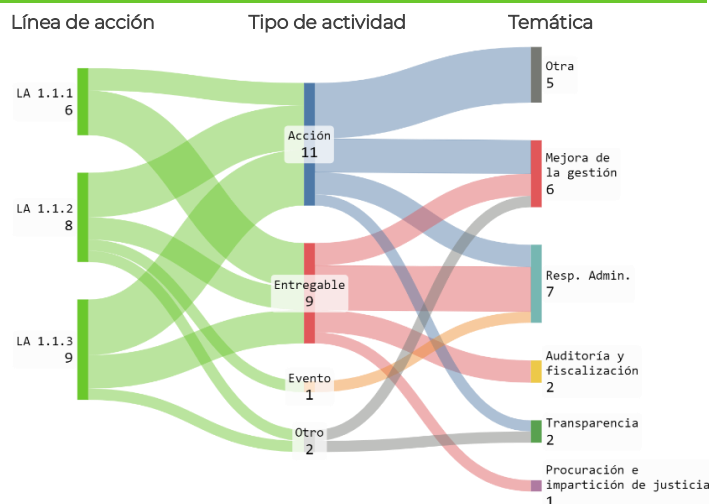 Línea de acción
Tipo de actividad
Temática
LA 1.1.1
6
LA 1.1.2
8
LA 1.1.3
9
Acción
11
Entregable
9
Evento
1
Otro
2
Otra
5
Mejora de
la gestión
6
Resp. Admin.
7
Auditoría y
fiscalización
2
Transparencia
2
Procuración e
impartición de justicia
1